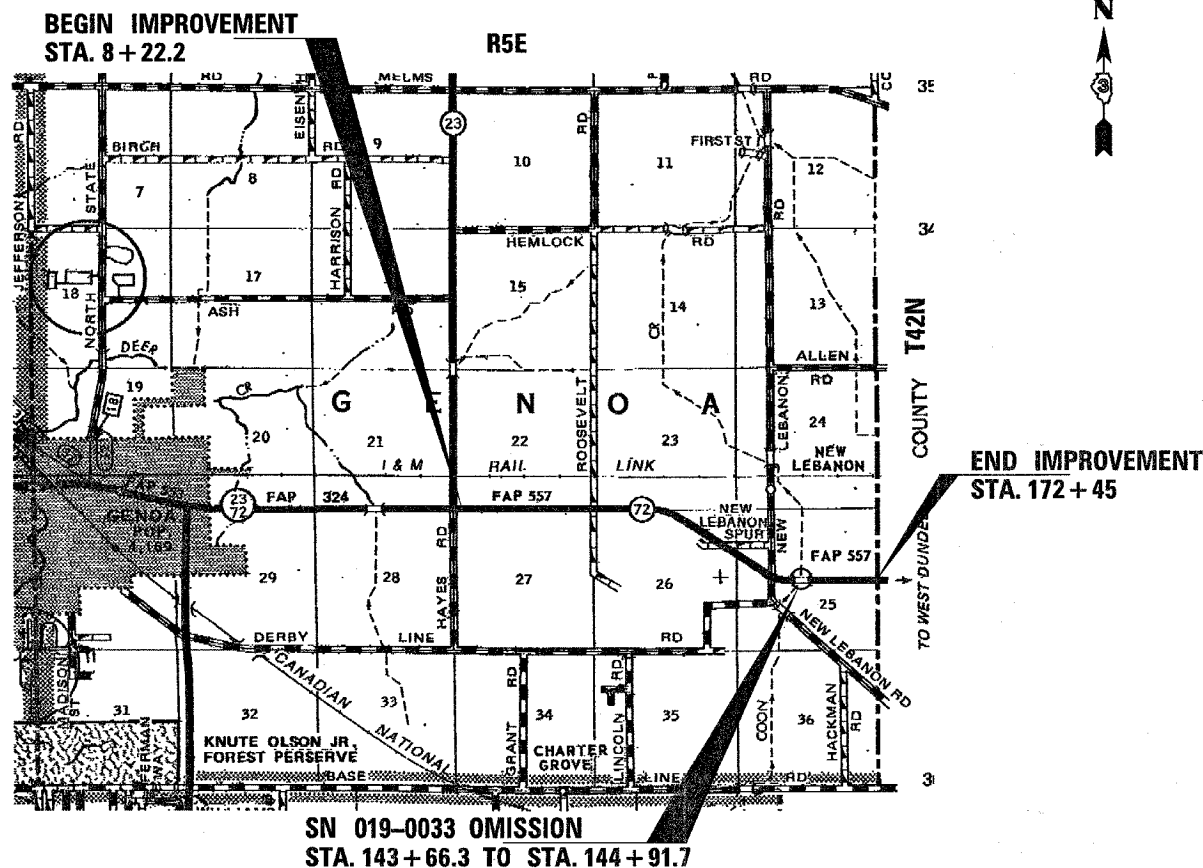 BEGIN IMPROVEMENT
STA. 8+22.2
R5E
N
3
RD
MELMS
RD
35
EISEN
23
RD
FIRST ST
BIRCH
RD
9
10
11
12
7
8
JEFFERSON RD
NORTH STATE
HARRISON RD
RD
HEMLOCK
RD
34
18
17
15
14
13
ASH
RD
CR
T42N
DEER
ALLEN
RD
COUNTY
19
CR
G E N O A
ROOSEVELT
LEBANON
24
18
20
21
22
23
NEW
LEBANON
I & M RAIL LINK
END IMPROVEMENT
STA. 172+45
23
72
FAP 324
FAP 557
72
NEW
LEBANON
SPUR
NEW
FAP 557
GENOA
POP.
4,169
HAYES RD
29
28
27
26
25
TO WEST DUNDEE
DERBY LINE RD
NEW LEBANON RD
CANADIAN NATIONAL
MADISON ST
31
32
33
GRANT RD
34
LINCOLN RD
35
COON
36
HACKMAN RD
KNUTE OLSON JR.
FOREST PERSERVE
CHARTER
GROVE
BASE LINE RD
SN 019-0033 OMISSION
STA. 143+66.3 TO STA. 144+91.7